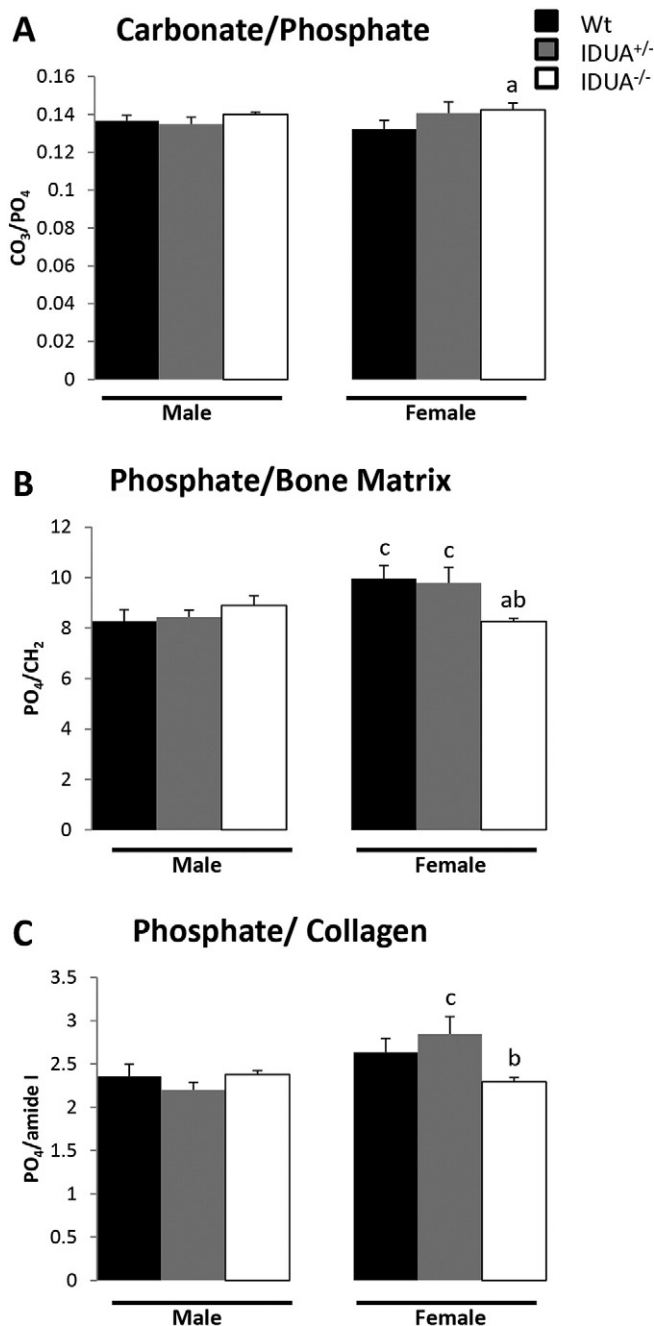 A
Carbonate/Phosphate
Wt
IDUA+/-
IDUA-/-
0.16
0.14
0.12
0.1
0.08
0.06
0.04
0.02
0
CO3/PO4
a
Male
Female
B
Phosphate/Bone Matrix
12
10
8
6
4
2
0
PO4/CH2
c
c
ab
Male
Female
C
Phosphate/ Collagen
3.5
3
2.5
2
1.5
1
0.5
0
PO4/amide I
c
b
Male
Female